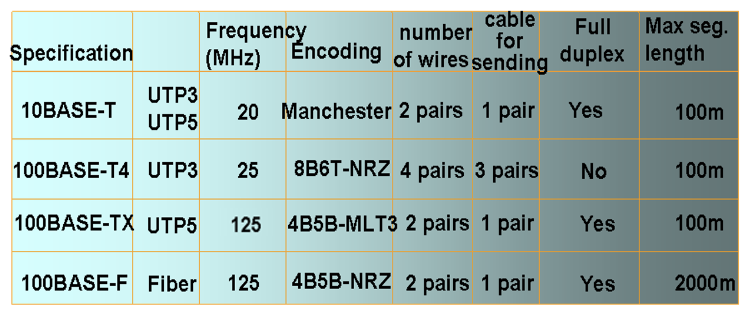 Specification Frequency (MHz) Encoding number of wires cable for sending Full duplex Max seg. length
10BASE-T UTP3 UTP5 20 Manchester 2 pairs 1 pair Yes 100m
100BASE-T4 UTP3 25 8B6T-NRZ 4 pairs 3 pairs No 100m
100BASE-TX UTP5 125 4B5B-MLT3 2 pairs 1 pair Yes 100m
100BASE-F Fiber 125 4B5B-NRZ 2 pairs 1 pair Yes 2000m